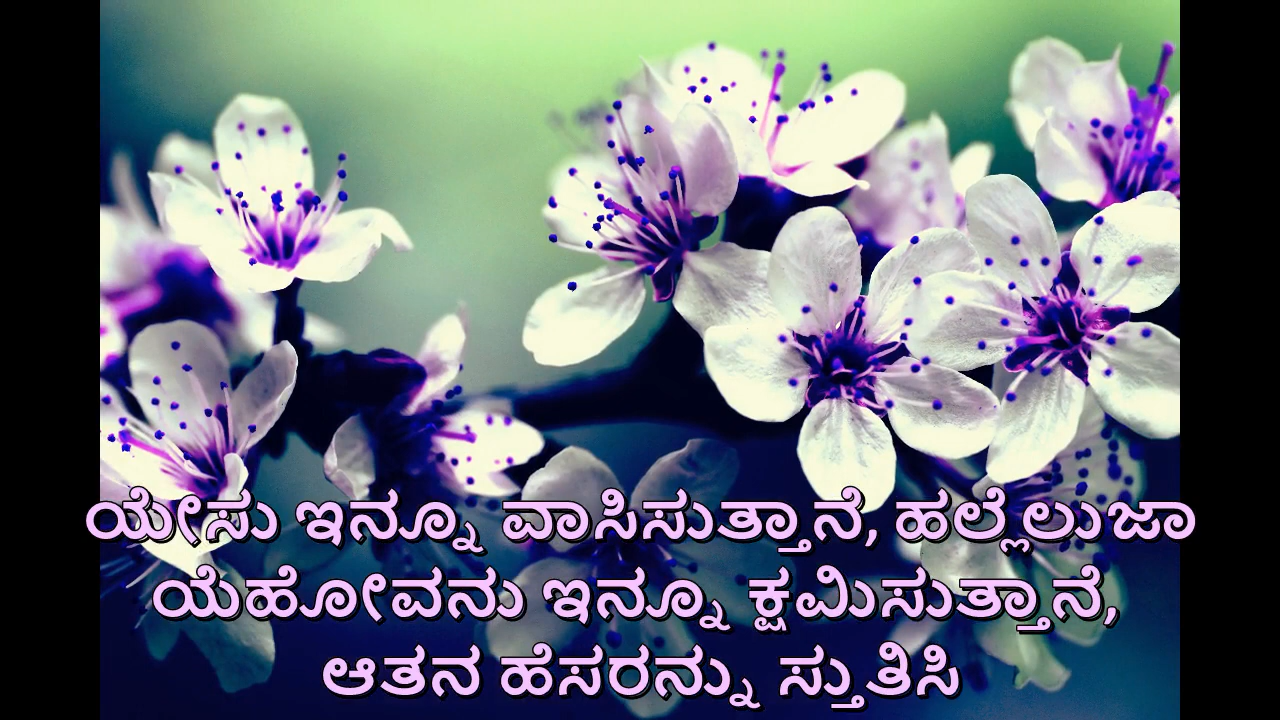 ಯೇಸು ಇನ್ನೂ ವಾಸಿಸುತ್ತಾನೆ, ಹಲ್ಲೆಲುಜಾ
ಯೆಹೋವನು ಇನ್ನೂ ಕ್ಷಮಿಸುತ್ತಾನೆ,
ಆತನ ಹೆಸರನ್ನು ಸ್ತುತಿಸಿ